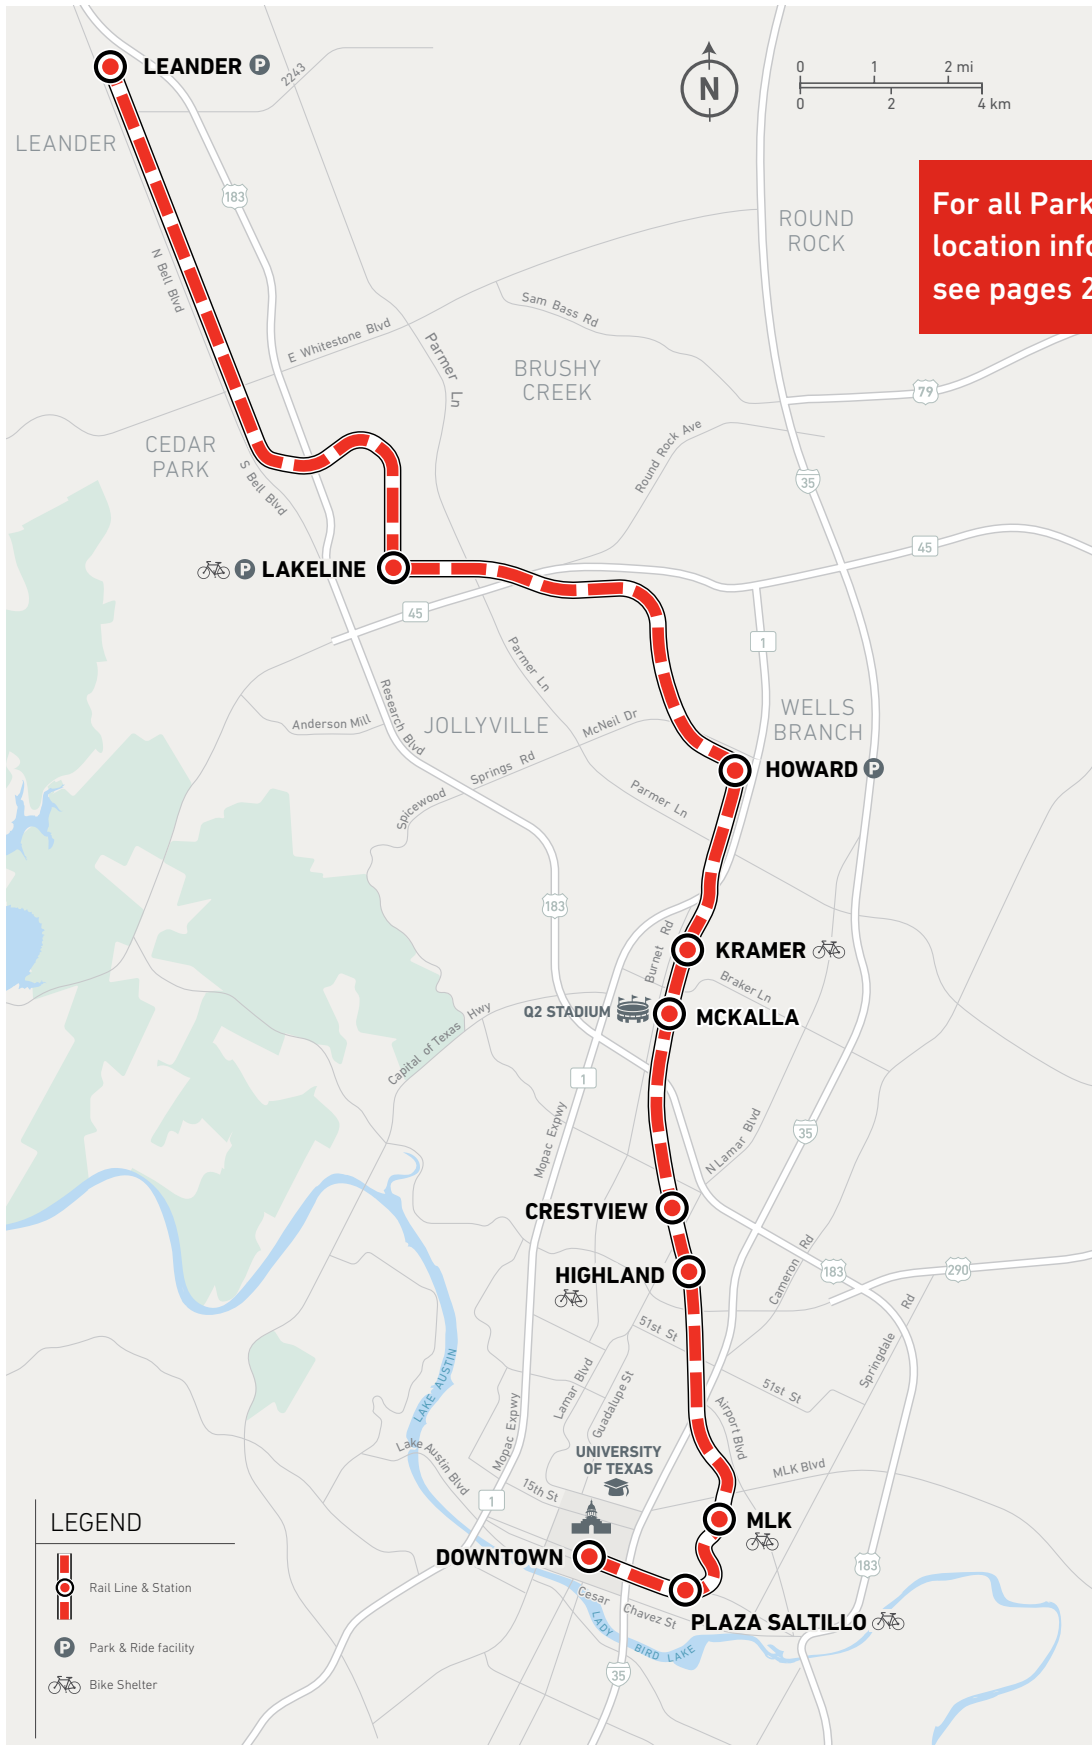 LEANDER P
2243
N
0 1 2 mi
0 2 4 km
LEANDER
183
For all Park
location info
see pages 2
ROUND
ROCK
N Bell Blvd
Sam Bass Rd
E Whitestone Blvd
Parmer Ln
BRUSHY
CREEK
79
CEDAR
PARK
Round Rock Ave
S Bell Blvd
35
45
P LAKELINE
45
1
Parmer Ln
Research Blvd
Anderson Mill
JOLLYVILLE
McNeil Dr
WELLS
BRANCH
Springs Rd
Spicewood
HOWARD P
Parmer Ln
183
Burnet Rd
KRAMER
Braker Ln
Q2 STADIUM
MCKALLA
Capital of Texas Hwy
1
Mopac Expwy
35
N Lamar Blvd
CRESTVIEW
HIGHLAND
Cameron Rd
183
290
51st St
Springdale Rd
LAKE AUSTIN
Lamar Blvd
Guadalupe St
51st St
Airport Blvd
Mopac Expwy
Lake Austin Blvd
UNIVERSITY
OF TEXAS
MLK Blvd
15th St
1
LEGEND
MLK
DOWNTOWN
183
Rail Line & Station
Cesar Chavez St
PLAZA SALTILLO
LADY BIRD LAKE
P Park & Ride facility
35
Bike Shelter